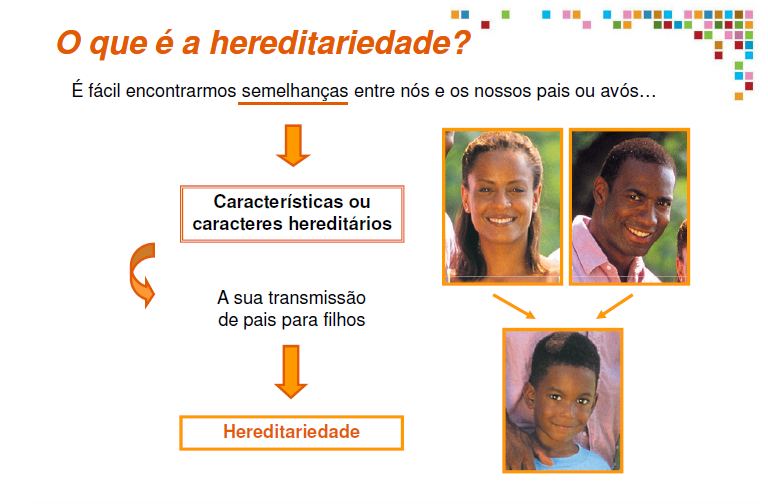 O que é a hereditariedade?
É fácil encontrarmos semelhanças entre nós e os nossos pais ou avós…
Características ou
caracteres hereditários
A sua transmissão
de pais para filhos
Hereditariedade